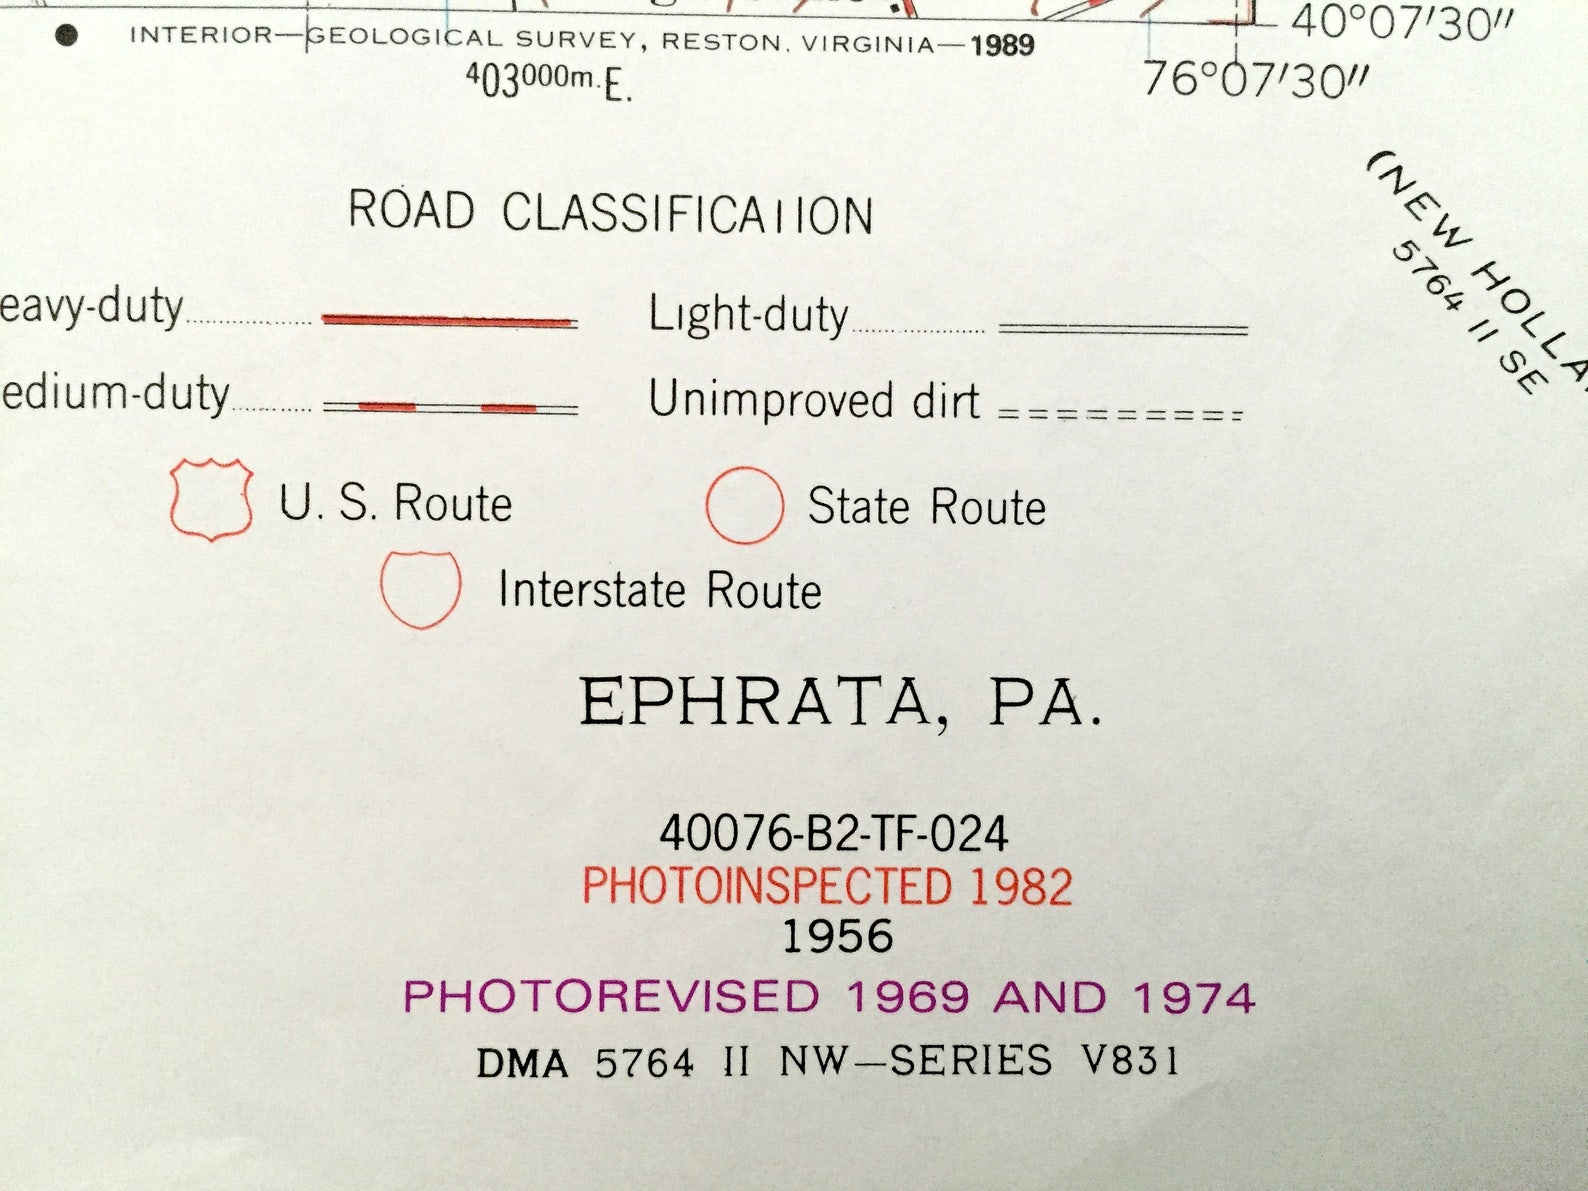 40°07'30"
INTERIOR—GEOLOGICAL SURVEY, RESTON, VIRGINIA—1989
403000m.E.
76°07'30"
(NEW HOLLA
5764 II SE
ROAD CLASSIFICATION
eavy-duty
Light-duty
edium-duty
Unimproved dirt
U. S. Route
State Route
Interstate Route
EPHRATA, PA.
40076-B2-TF-024
PHOTOINSPECTED 1982
1956
PHOTOREVISED 1969 AND 1974
DMA 5764 II NW—SERIES V831